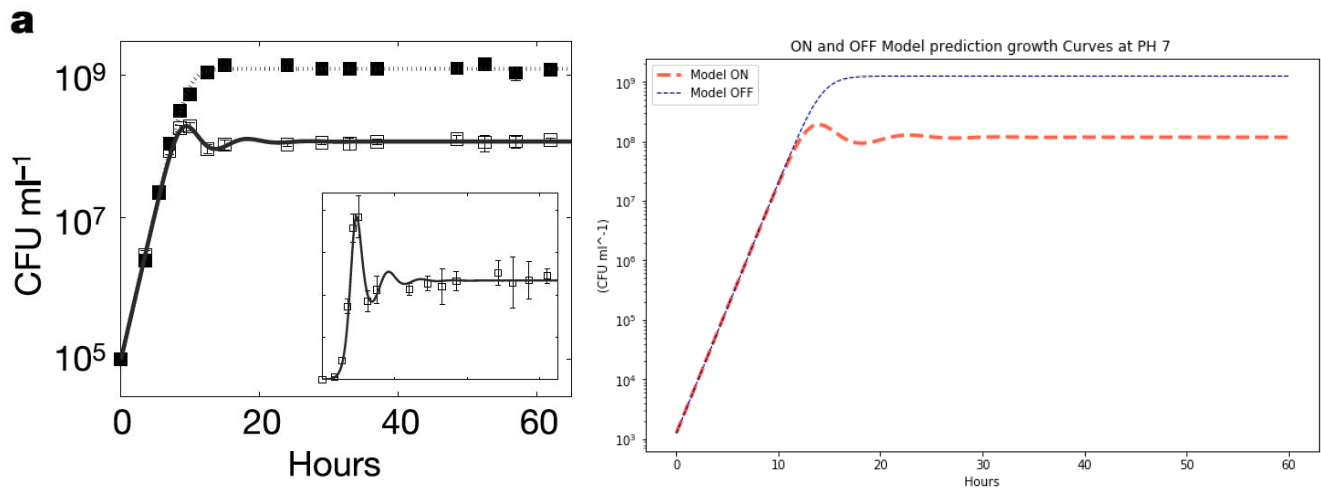 a
CFU ml⁻¹
10⁹
10⁷
10⁵
0 20 40 60
Hours
ON and OFF Model prediction growth Curves at PH 7
Model ON
Model OFF
(CFU ml^-1)
10⁹
10⁸
10⁷
10⁶
10⁵
10⁴
10³
0 10 20 30 40 50 60
Hours